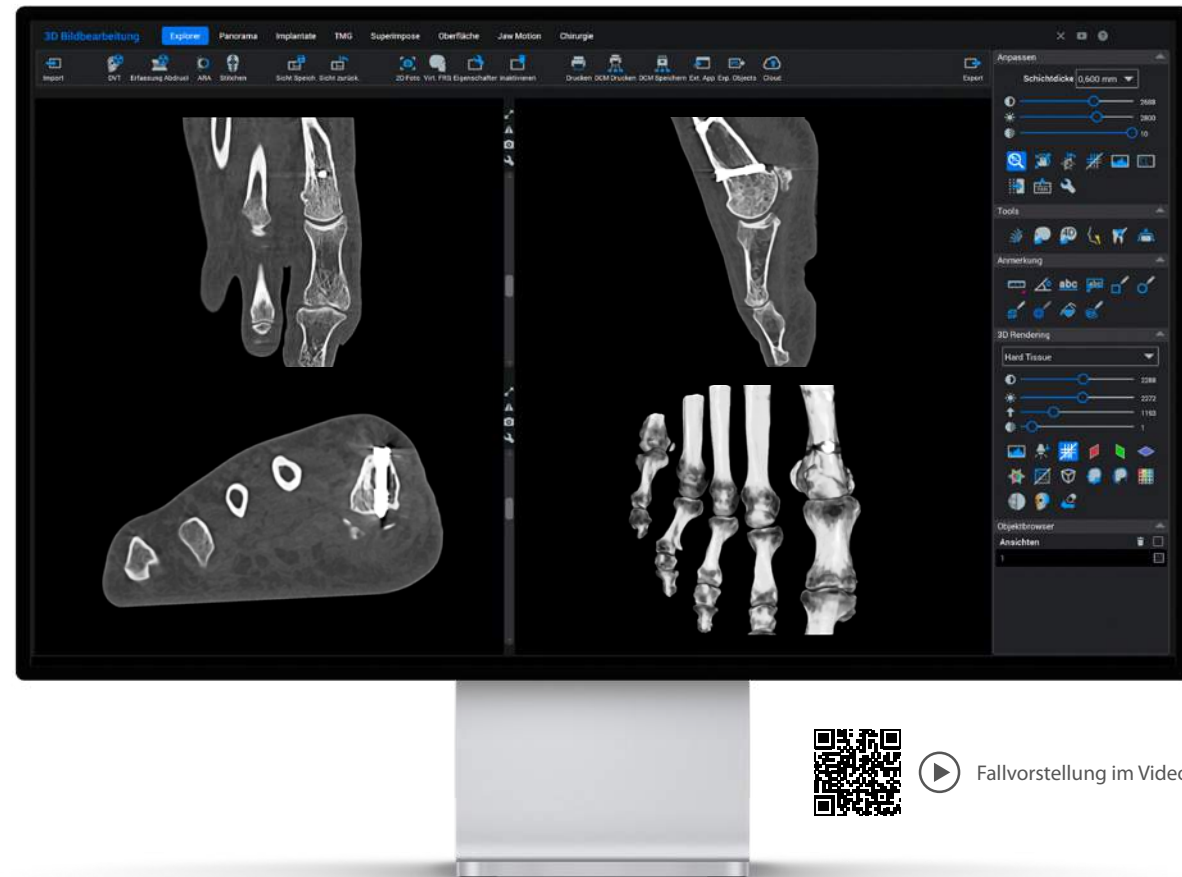 3D Bildbearbeitung Explorer Panorama Implantate TMG Superimpose Oberfläche Jaw Motion Chirurgie
Import DVT Erfassung Abdruck ARA Stitchen Sicht Speich. Sicht zurück. 2D Foto Virt. FRS Eigenschaften Inaktivieren Drucken DCM Drucken DCM Speichern Ext. App Exp. Objects Cloud Export
Anpassen
Schichtdicke 0,600 mm
2688
2800
10
Tools
4D
Anmerkung
abc abc
3D Rendering
Hard Tissue
2288
2272
1163
1
Objektbrowser
Ansichten
1
Fallvorstellung im Video